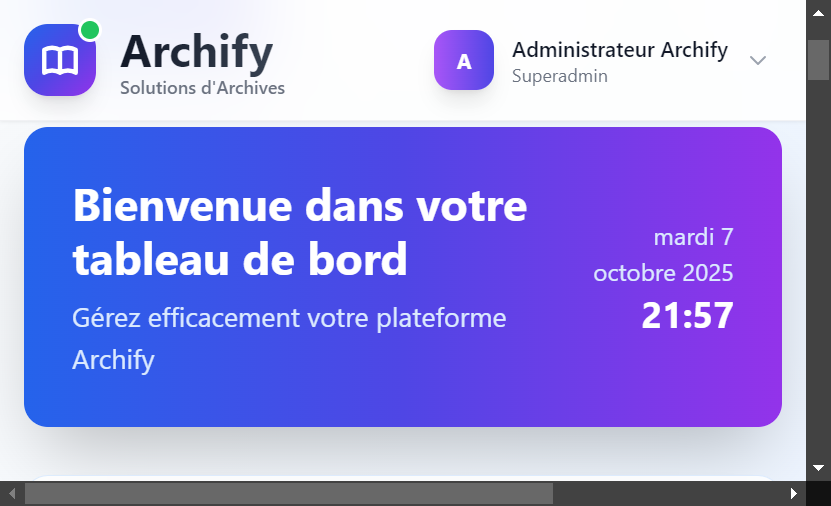 Archify
Solutions d'Archives
A
Administrateur Archify
Superadmin
Bienvenue dans votre
tableau de bord
Gérez efficacement votre plateforme
Archify
mardi 7
octobre 2025
21:57